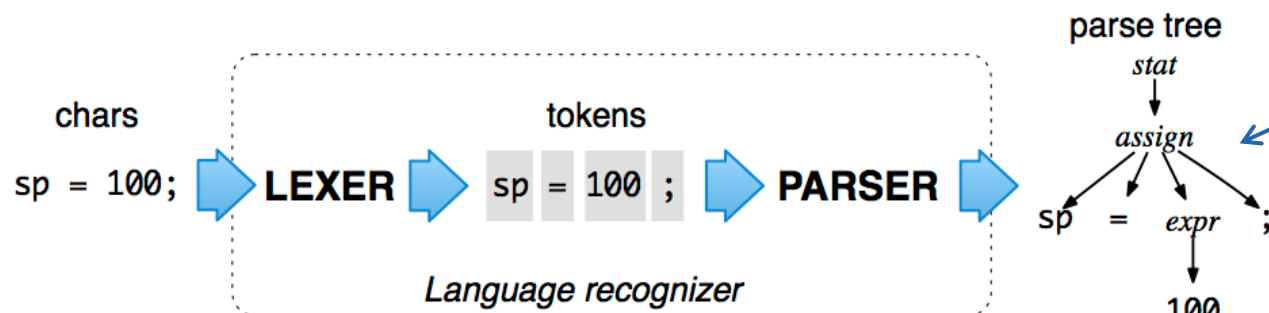 parse tree
stat
chars
tokens
assign
sp = 100;
LEXER
sp = 100 ;
PARSER
sp = expr ;
Language recognizer
100